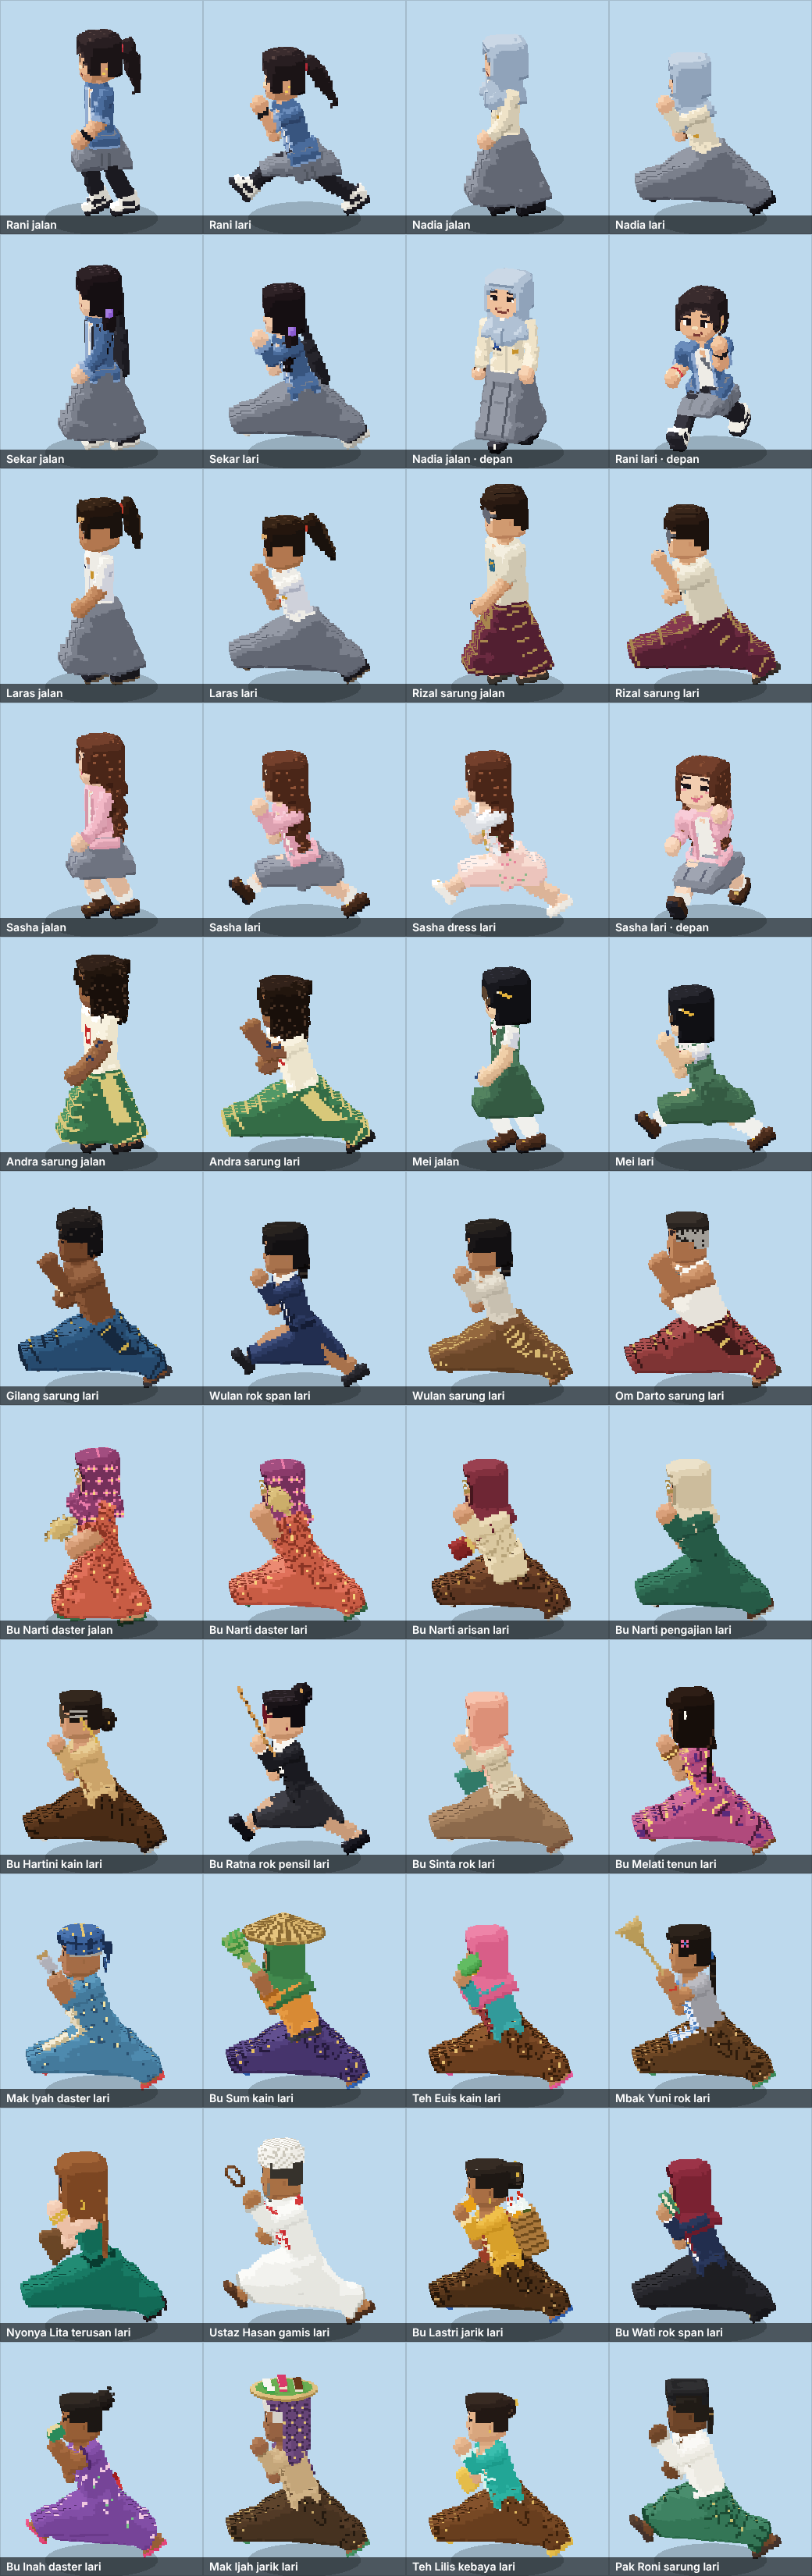 Rani jalan
Rani lari
Nadia jalan
Nadia lari
Sekar jalan
Sekar lari
Nadia jalan · depan
Rani lari · depan
Laras jalan
Laras lari
Rizal sarung jalan
Rizal sarung lari
Sasha jalan
Sasha lari
Sasha dress lari
Sasha lari · depan
Andra sarung jalan
Andra sarung lari
Mei jalan
Mei lari
Gilang sarung lari
Wulan rok span lari
Wulan sarung lari
Om Darto sarung lari
Bu Narti daster jalan
Bu Narti daster lari
Bu Narti arisan lari
Bu Narti pengajian lari
Bu Hartini kain lari
Bu Ratna rok pensil lari
Bu Sinta rok lari
Bu Melati tenun lari
Mak Iyah daster lari
Bu Sum kain lari
Teh Euis kain lari
Mbak Yuni rok lari
Nyonya Lita terusan lari
Ustaz Hasan gamis lari
Bu Lastri jarik lari
Bu Wati rok span lari
Bu Inah daster lari
Mak Ijah jarik lari
Teh Lilis kebaya lari
Pak Roni sarung lari